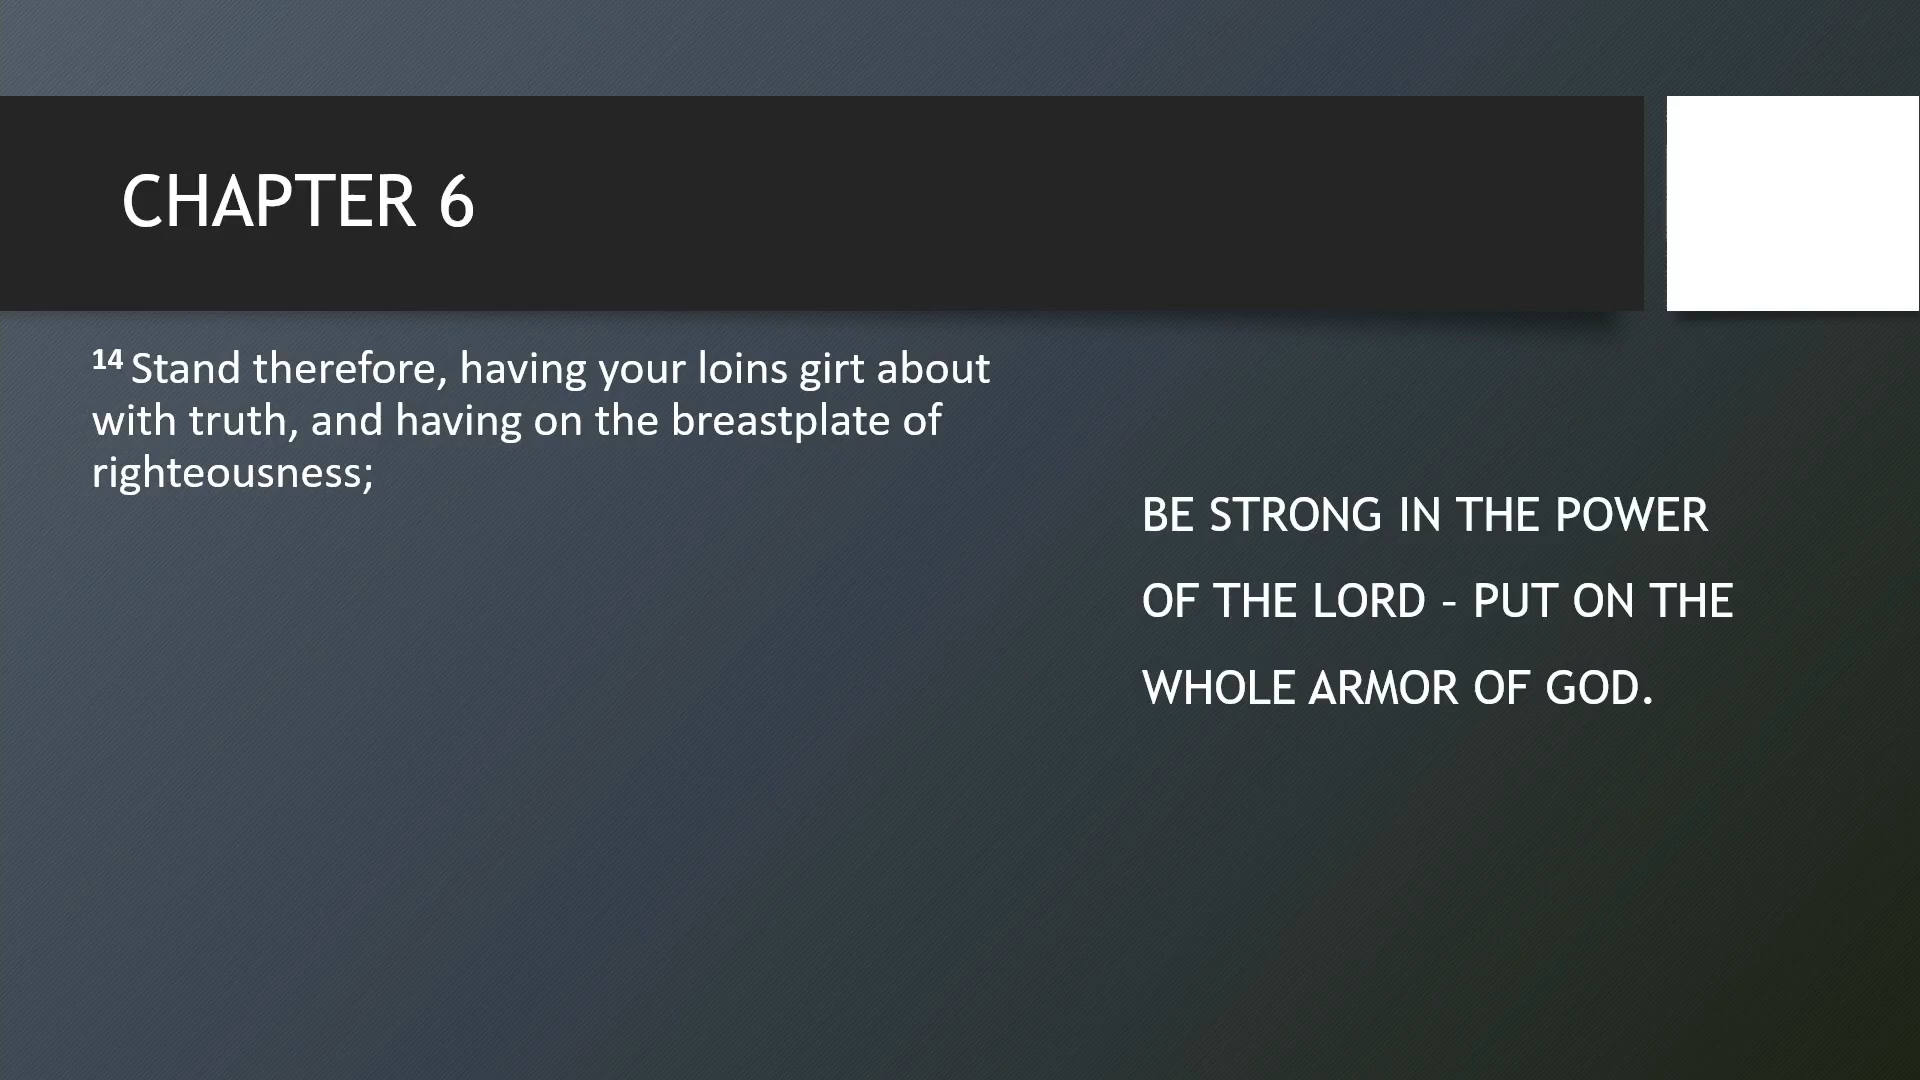 CHAPTER 6
14 Stand therefore, having your loins girt about
with truth, and having on the breastplate of
righteousness;
BE STRONG IN THE POWER
OF THE LORD - PUT ON THE
WHOLE ARMOR OF GOD.